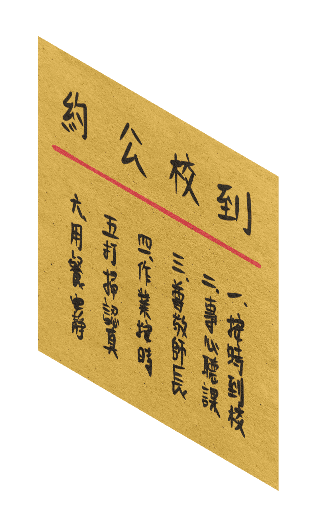 到校公約
一、按時到校
二、專心聽課
三、尊敬師長
四、作業按時
五打掃認真
六用餐安靜